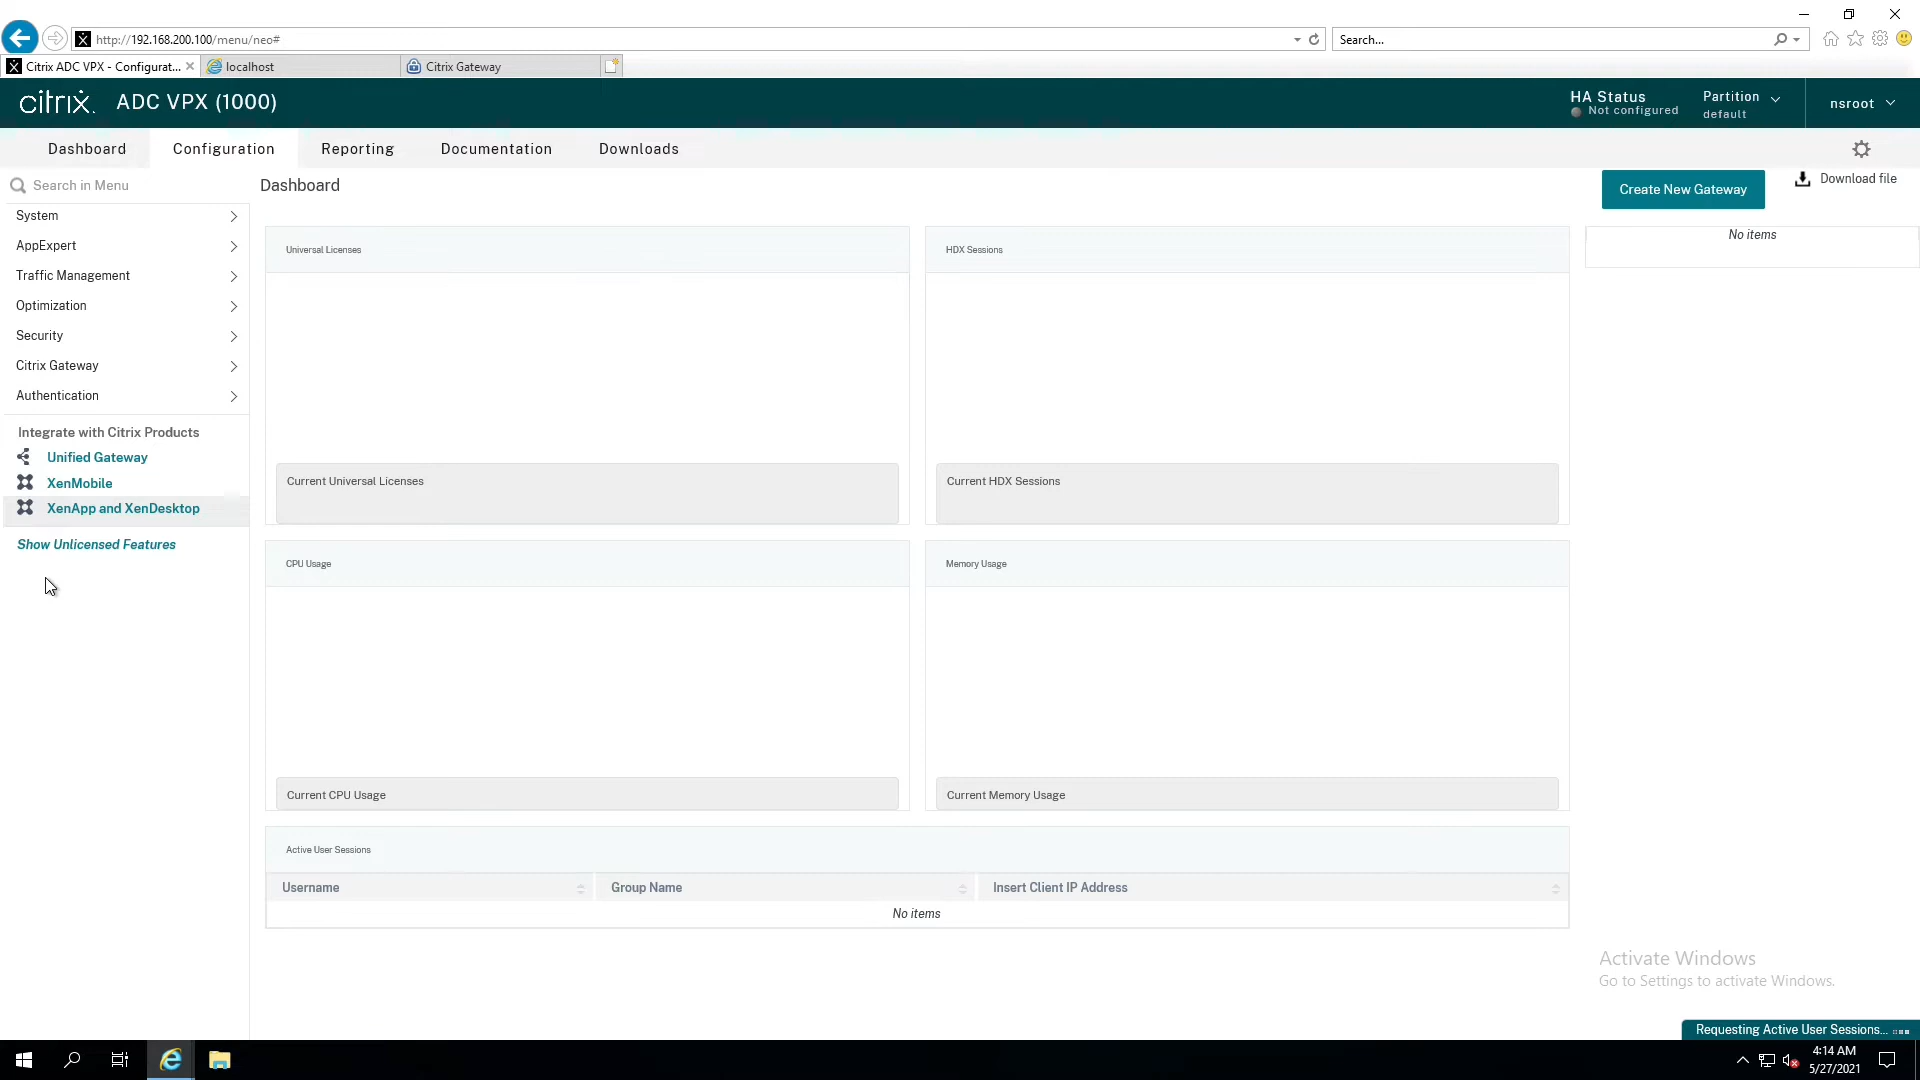 http://192.168.200.100/menu/neo#
Search...
Citrix ADC VPX - Configurat...
localhost
Citrix Gateway
citrix. ADC VPX (1000)
HA Status
Not configured
Partition
default
nsroot
Dashboard
Configuration
Reporting
Documentation
Downloads
Search in Menu
System
AppExpert
Traffic Management
Optimization
Security
Citrix Gateway
Authentication
Integrate with Citrix Products
Unified Gateway
XenMobile
XenApp and XenDesktop
Show Unlicensed Features
Dashboard
Create New Gateway
Download file
Universal Licenses
Current Universal Licenses
HDX Sessions
Current HDX Sessions
No items
CPU Usage
Current CPU Usage
Memory Usage
Current Memory Usage
Active User Sessions
Username
Group Name
Insert Client IP Address
No items
Activate Windows
Go to Settings to activate Windows.
Requesting Active User Sessions...
4:14 AM
5/27/2021